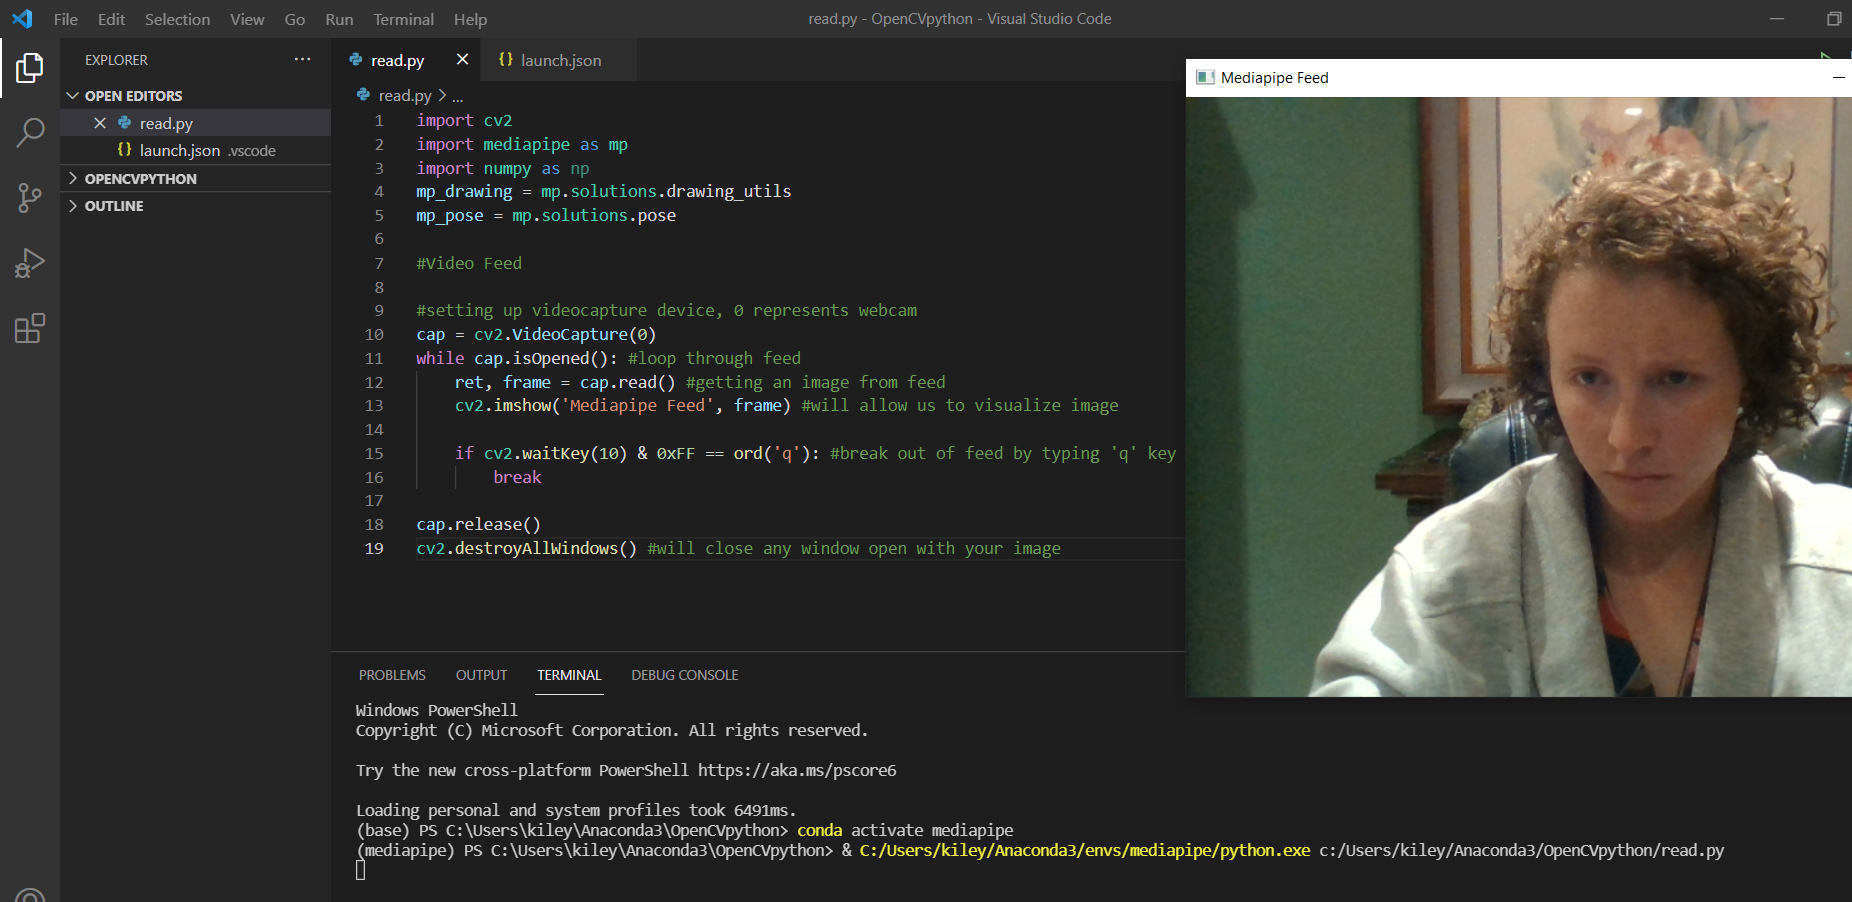 File Edit Selection View Go Run Terminal Help
read.py - OpenCVpython - Visual Studio Code
EXPLORER
OPEN EDITORS
read.py
launch.json .vscode
OPENCVPYTHON
OUTLINE
read.py launch.json
read.py > ...
1 import cv2
2 import mediapipe as mp
3 import numpy as np
4 mp_drawing = mp.solutions.drawing_utils
5 mp_pose = mp.solutions.pose
6
7 #Video Feed
8
9 #setting up videocapture device, 0 represents webcam
10 cap = cv2.VideoCapture(0)
11 while cap.isOpened(): #loop through feed
12     ret, frame = cap.read() #getting an image from feed
13     cv2.imshow('Mediapipe Feed', frame) #will allow us to visualize image
14
15     if cv2.waitKey(10) & 0xFF == ord('q'): #break out of feed by typing 'q' key
16         break
17
18 cap.release()
19 cv2.destroyAllWindows() #will close any window open with your image
Mediapipe Feed
PROBLEMS OUTPUT TERMINAL DEBUG CONSOLE
Windows PowerShell
Copyright (C) Microsoft Corporation. All rights reserved.
Try the new cross-platform PowerShell https://aka.ms/pscore6
Loading personal and system profiles took 6491ms.
(base) PS C:\Users\kiley\Anaconda3\OpenCVpython> conda activate mediapipe
(mediapipe) PS C:\Users\kiley\Anaconda3\OpenCVpython> & C:/Users/kiley/Anaconda3/envs/mediapipe/python.exe c:/Users/kiley/Anaconda3/OpenCVpython/read.py